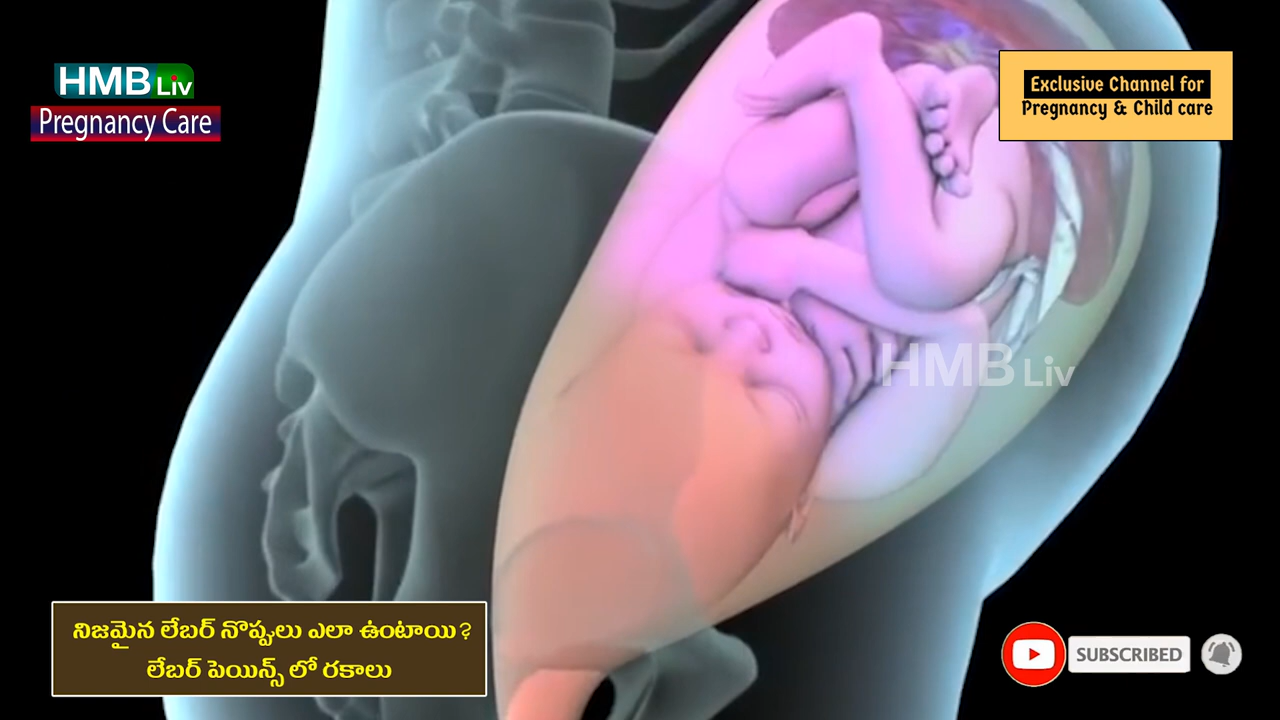 HMB Liv
Pregnancy Care
Exclusive Channel for
Pregnancy & Child care
HMB Liv
నిజమైన లేబర్ నొప్పులు ఎలా ఉంటాయి?
లేబర్ పెయిన్స్ లో రకాలు
SUBSCRIBED